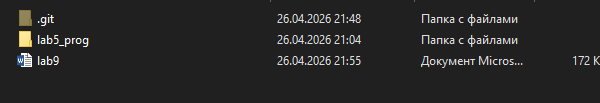 .git 26.04.2026 21:48 Папка с файлами
lab5_prog 26.04.2026 21:04 Папка с файлами
lab9 26.04.2026 21:55 Документ Micros... 172 K